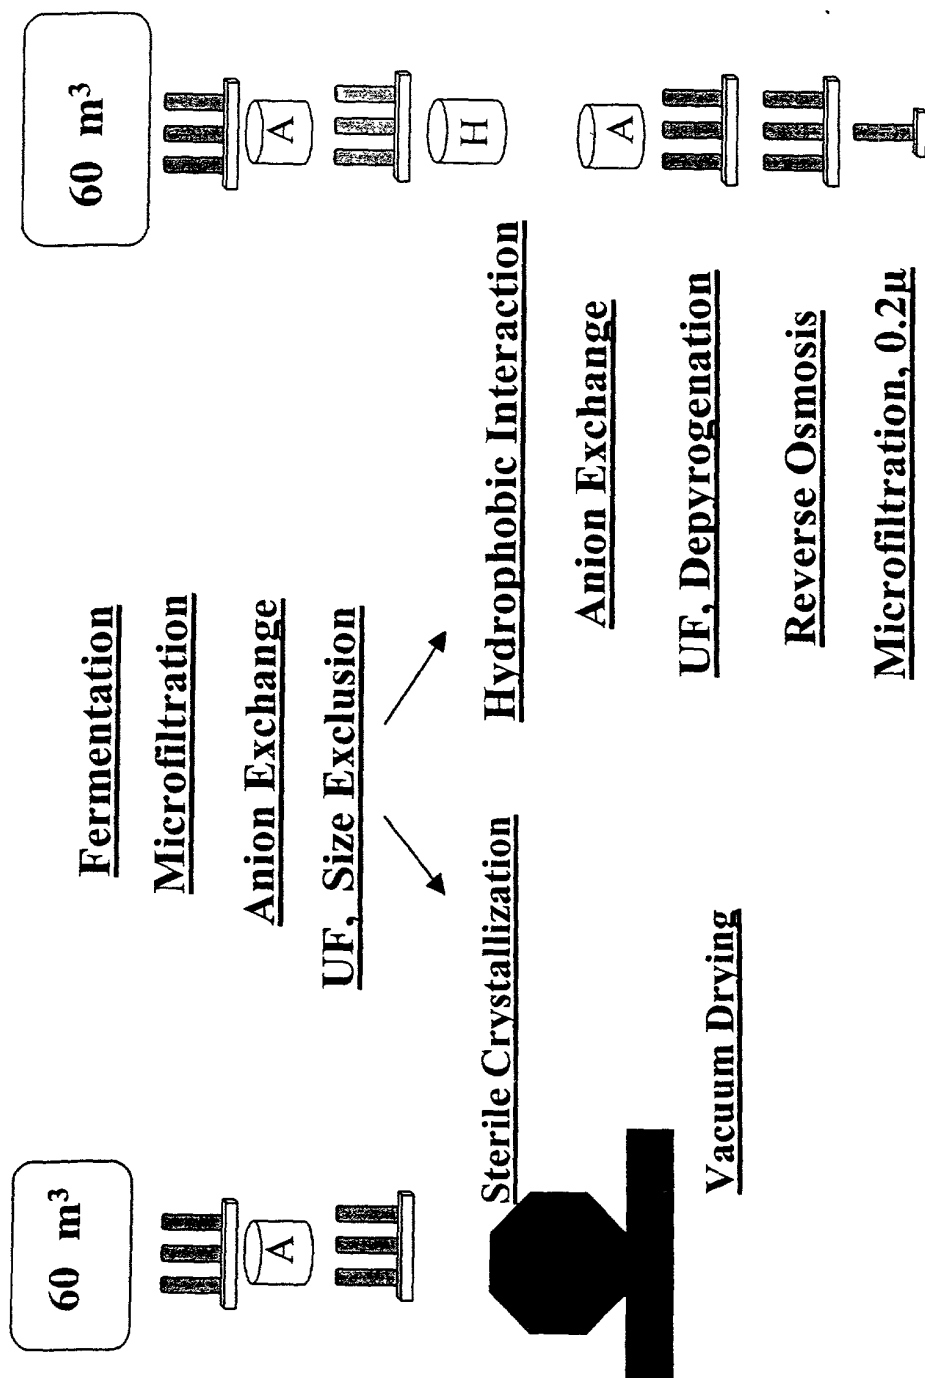 60 m³
A
Fermentation
Microfiltration
Anion Exchange
UF, Size Exclusion
60 m³
A
H
A
Sterile Crystallization
Vacuum Drying
Hydrophobic Interaction
Anion Exchange
UF, Depyrogenation
Reverse Osmosis
Microfiltration, 0.2µ